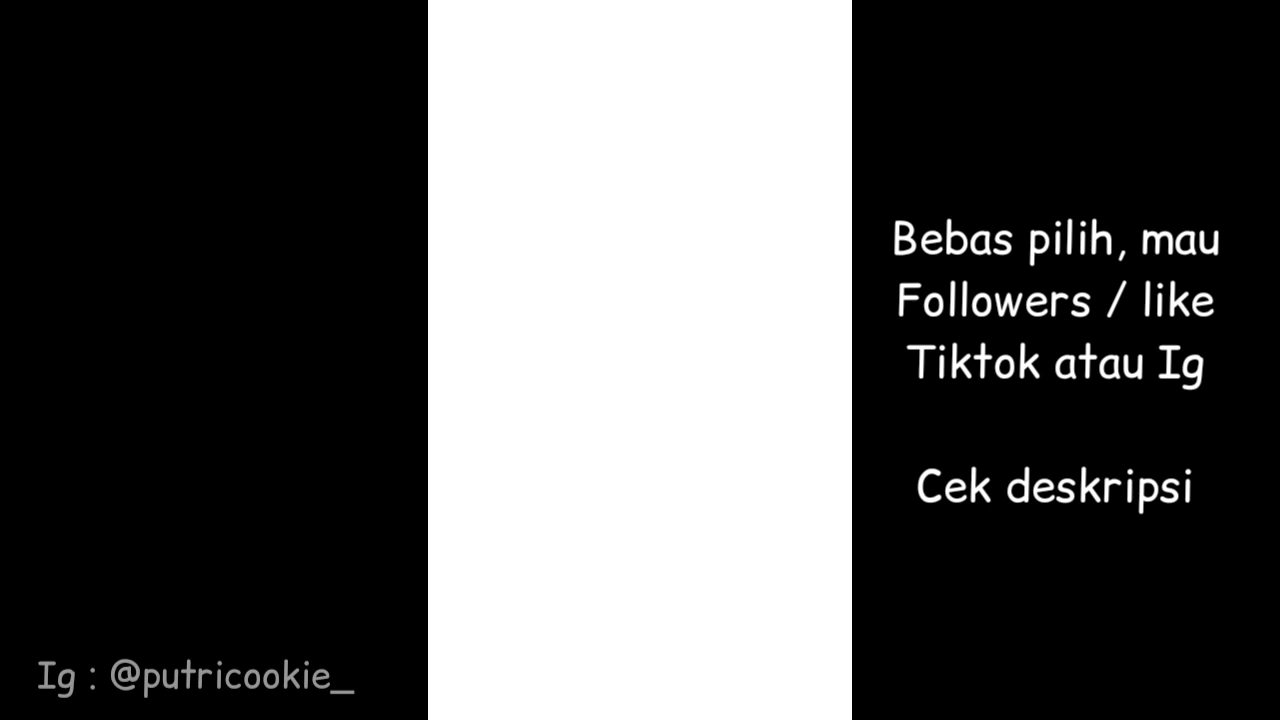 Bebas pilih, mau
Followers / like
Tiktok atau Ig
Cek deskripsi
Ig : @putricookie_